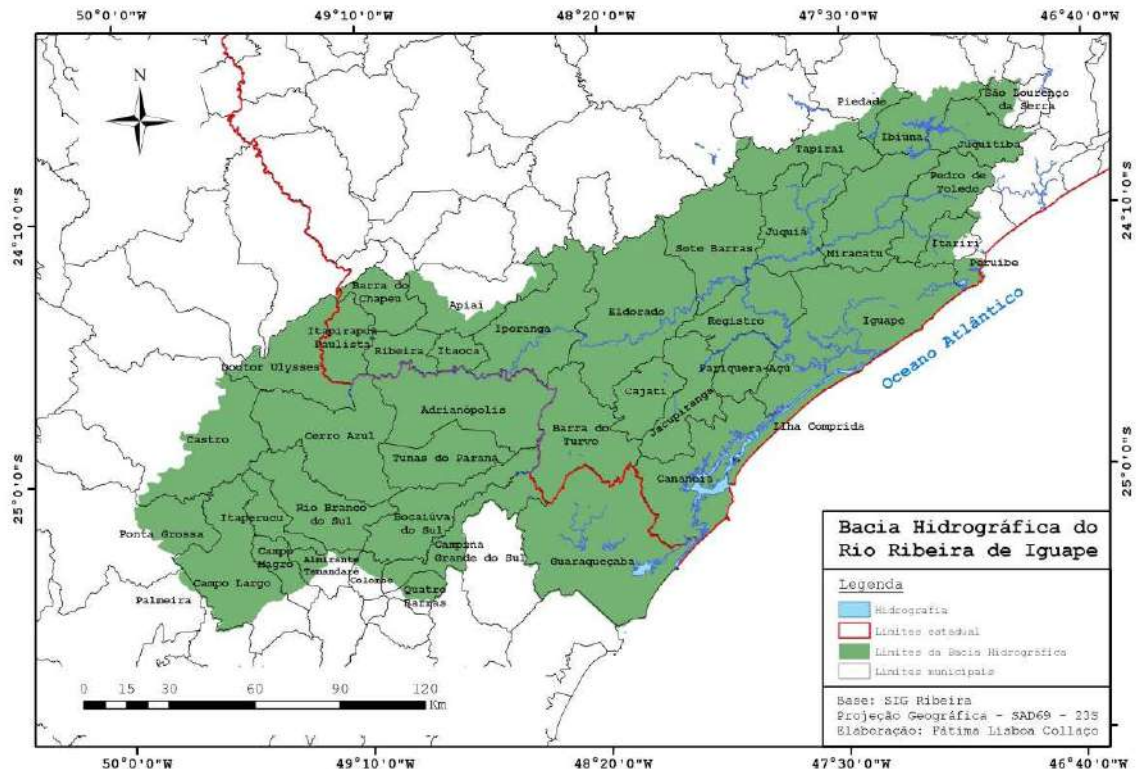 50°0'0"W 49°10'0"W 48°20'0"W 47°30'0"W 46°40'0"W
N
São Lourenço
da Serra
Piedade
Ibiuna
Juquitiba
Tapirai
Pedro de
Toledo
24°10'0"S
24°10'0"S
Juquiá
Sete Barras
Itariri
Miracatu
Peruibe
Barra do
Chapeu
Apiai
Eldorado
Iporanga
Registro
Iguape
Itapirapuã
Paulista
Ribeira
Itaoca
Oceano Atlântico
Doutor Ulysses
Pariquera-Açu
Cajati
Jacupiranga
Adrianópolis
Ilha Comprida
Barra do
Turvo
Castro
Cerro Azul
Tunas do Paraná
25°0'0"S
25°0'0"S
Cananeia
Rio Branco
do Sul
Itaperucu
Bocaiúva
do Sul
Ponta Grossa
Campina
Grande do Sul
Campo
Magro
Almirante
Tamandaré
Colombo
Guaraqueçaba
Campo Largo
Quatro
Barras
Palmeira
0 15 30 60 90 120
Km
Bacia Hidrográfica do
Rio Ribeira de Iguape
Legenda
Hidrografia
Limites estadual
Limites da Bacia Hidrográfica
Limites municipais
Base: SIG Ribeira
Projeção Geográfica - SAD69 - 23S
Elaboração: Fátima Lisboa Collaço
50°0'0"W 49°10'0"W 48°20'0"W 47°30'0"W 46°40'0"W